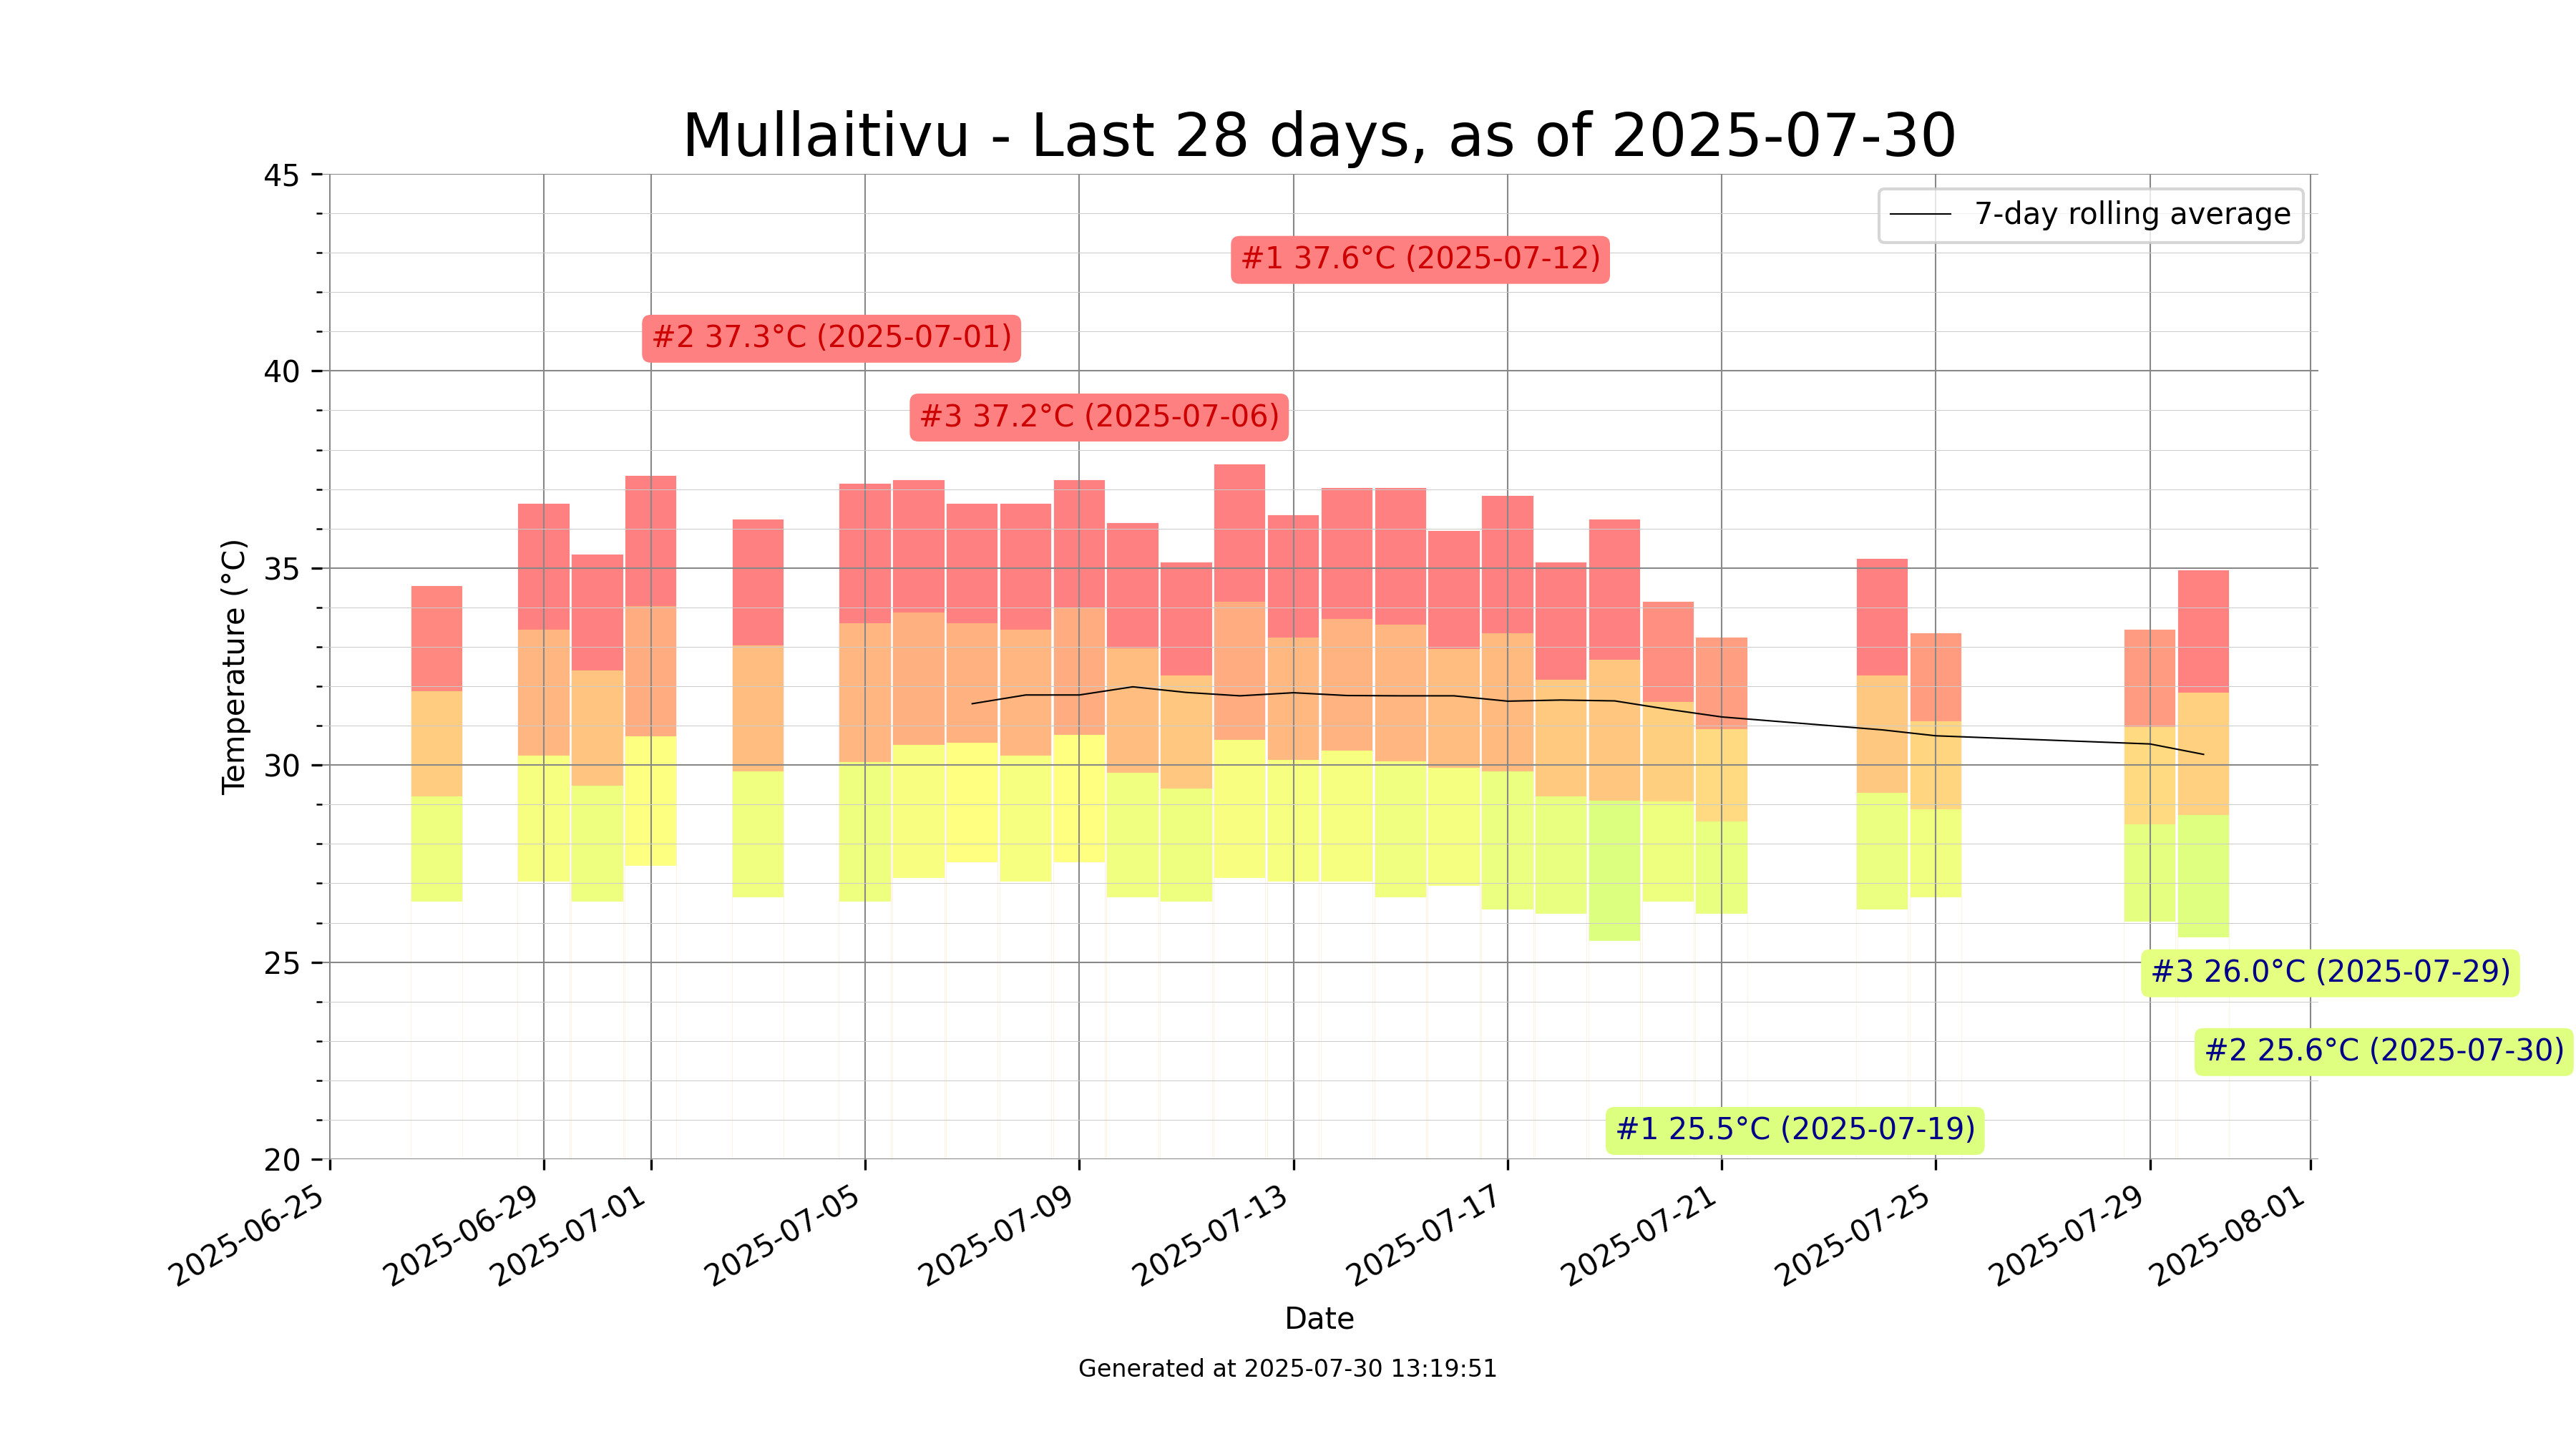 Mullaitivu - Last 28 days, as of 2025-07-30
7-day rolling average
#1 37.6°C (2025-07-12)
#2 37.3°C (2025-07-01)
#3 37.2°C (2025-07-06)
#3 26.0°C (2025-07-29)
#2 25.6°C (2025-07-30)
#1 25.5°C (2025-07-19)
Temperature (°C)
45
40
35
30
25
20
2025-06-25
2025-06-29
2025-07-01
2025-07-05
2025-07-09
2025-07-13
2025-07-17
2025-07-21
2025-07-25
2025-07-29
2025-08-01
Date
Generated at 2025-07-30 13:19:51